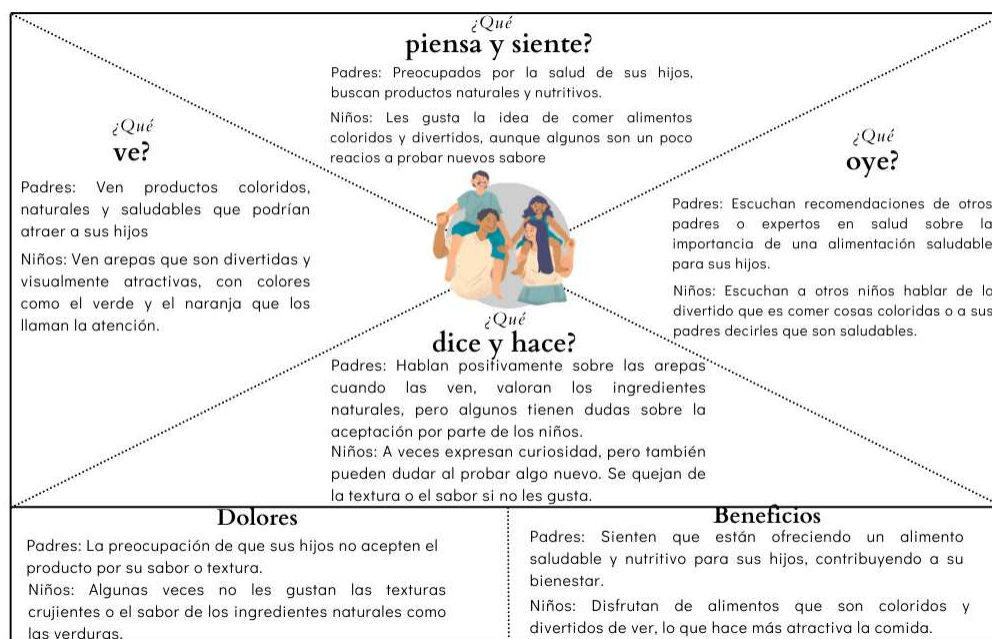 ¿Qué
piensa y siente?
Padres: Preocupados por la salud de sus hijos,
buscan productos naturales y nutritivos.
Niños: Les gusta la idea de comer alimentos
coloridos y divertidos, aunque algunos son un poco
reacios a probar nuevos sabore
¿Qué
ve?
Padres: Ven productos coloridos,
naturales y saludables que podrían
atraer a sus hijos
Niños: Ven arepas que son divertidas y
visualmente atractivas, con colores
como el verde y el naranja que los
llaman la atención.
¿Qué
oye?
Padres: Escuchan recomendaciones de otros
padres o expertos en salud sobre la
importancia de una alimentación saludable
para sus hijos.
Niños: Escuchan a otros niños hablar de lo
divertido que es comer cosas coloridas o a sus
padres decirles que son saludables.
¿Qué
dice y hace?
Padres: Hablan positivamente sobre las arepas
cuando las ven, valoran los ingredientes
naturales, pero algunos tienen dudas sobre la
aceptación por parte de los niños.
Niños: A veces expresan curiosidad, pero también
pueden dudar al probar algo nuevo. Se quejan de
la textura o el sabor si no les gusta.
Dolores
Padres: La preocupación de que sus hijos no acepten el
producto por su sabor o textura.
Niños: Algunas veces no les gustan las texturas
crujientes o el sabor de los ingredientes naturales como
las verduras.
Beneficios
Padres: Sienten que están ofreciendo un alimento
saludable y nutritivo para sus hijos, contribuyendo a su
bienestar.
Niños: Disfrutan de alimentos que son coloridos y
divertidos de ver, lo que hace más atractiva la comida.